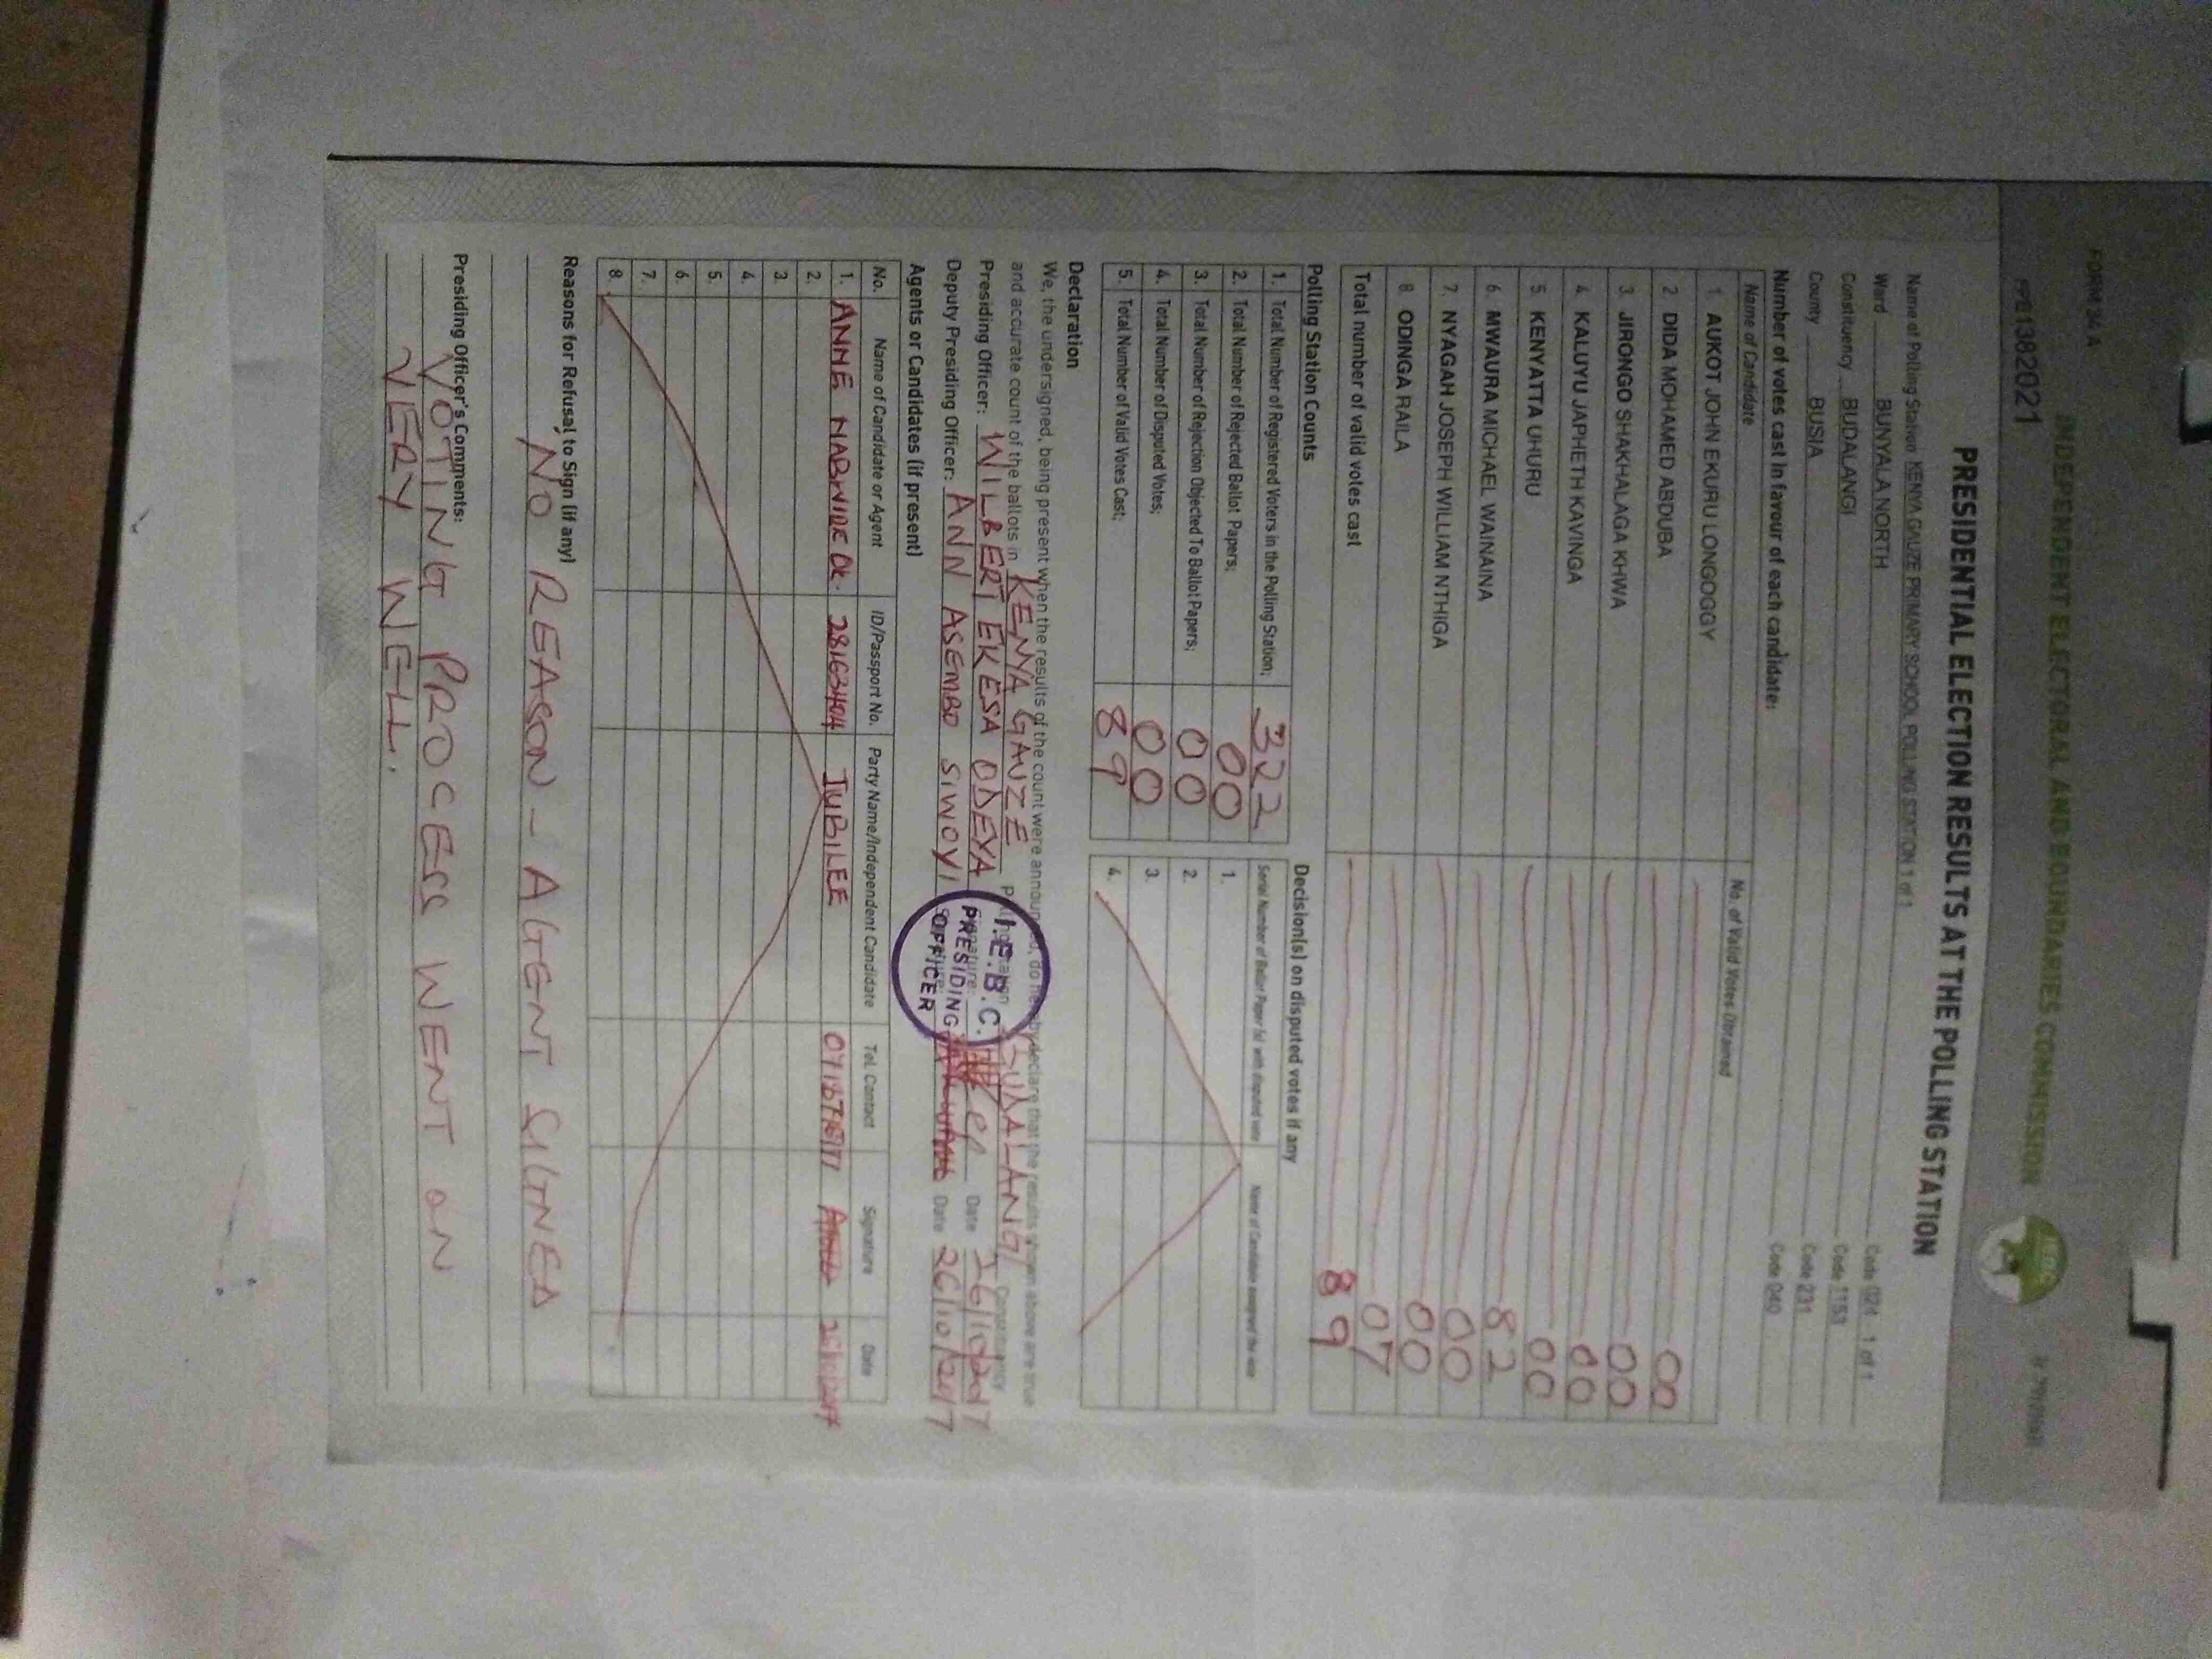 FORM 34 A
INDEPENDENT ELECTORAL AND BOUNDARIES COMMISSION
IEBC
PRESIDENTIAL ELECTION RESULTS AT THE POLLING STATION
Name of Polling Station KENYA GAUZE PRIMARY SCHOOL POLLING STATION 1 of 1 Code 024 1 of 1
Ward BUNYALA NORTH Code 1153
Constituency BUDALANGI Code 231
County BUSIA Code 040
Number of votes cast in favour of each candidate:
Name of Candidate No. of Valid Votes Obtained
1. AUKOT JOHN EKURU LONGOGGY 00
2. DIDA MOHAMED ABDUBA 00
3. JIRONGO SHAKHALAGA KHWA 00
4. KALUYU JAPHETH KAVINGA 00
5. KENYATTA UHURU 82
6. MWAURA MICHAEL WAINAINA 00
7. NYAGAH JOSEPH WILLIAM NTHIGA 00
8. ODINGA RAILA 07
Total number of valid votes cast 89
Polling Station Counts
1. Total Number of Registered Voters in the Polling Station; 322
2. Total Number of Rejected Ballot Papers; 00
3. Total Number of Rejection Objected To Ballot Papers; 00
4. Total Number of Disputed Votes; 00
5. Total Number of Valid Votes Cast; 89
Decision(s) on disputed votes if any
Serial Number of Ballot Paper (s) with disputed vote Name of Candidate assigned the vote
1.
2.
3.
4.
Declaration
We, the undersigned, being present when the results of the count were announced, do hereby declare that the results shown above are true
and accurate count of the ballots in KENYA GAUZE Polling Station BUDALANGI Constituency
Presiding Officer: WILBERT EKESA ODEYA Signature: Date 26/10/2017
Deputy Presiding Officer: ANN ASEMBO SIWOYI Signature: Date 26/10/2017
I.E.B.C.
PRESIDING
OFFICER
Agents or Candidates (if present)
No. Name of Candidate or Agent ID/Passport No. Party Name/Independent Candidate Tel. Contact Signature Date
1. ANNE JUBILEE
2.
3.
4.
5.
6.
7.
8.
Reasons for Refusal to Sign (if any)
NO REASON - AGENT SIGNED
Presiding Officer's Comments:
VOTING PROCESS WENT ON
VERY WELL.